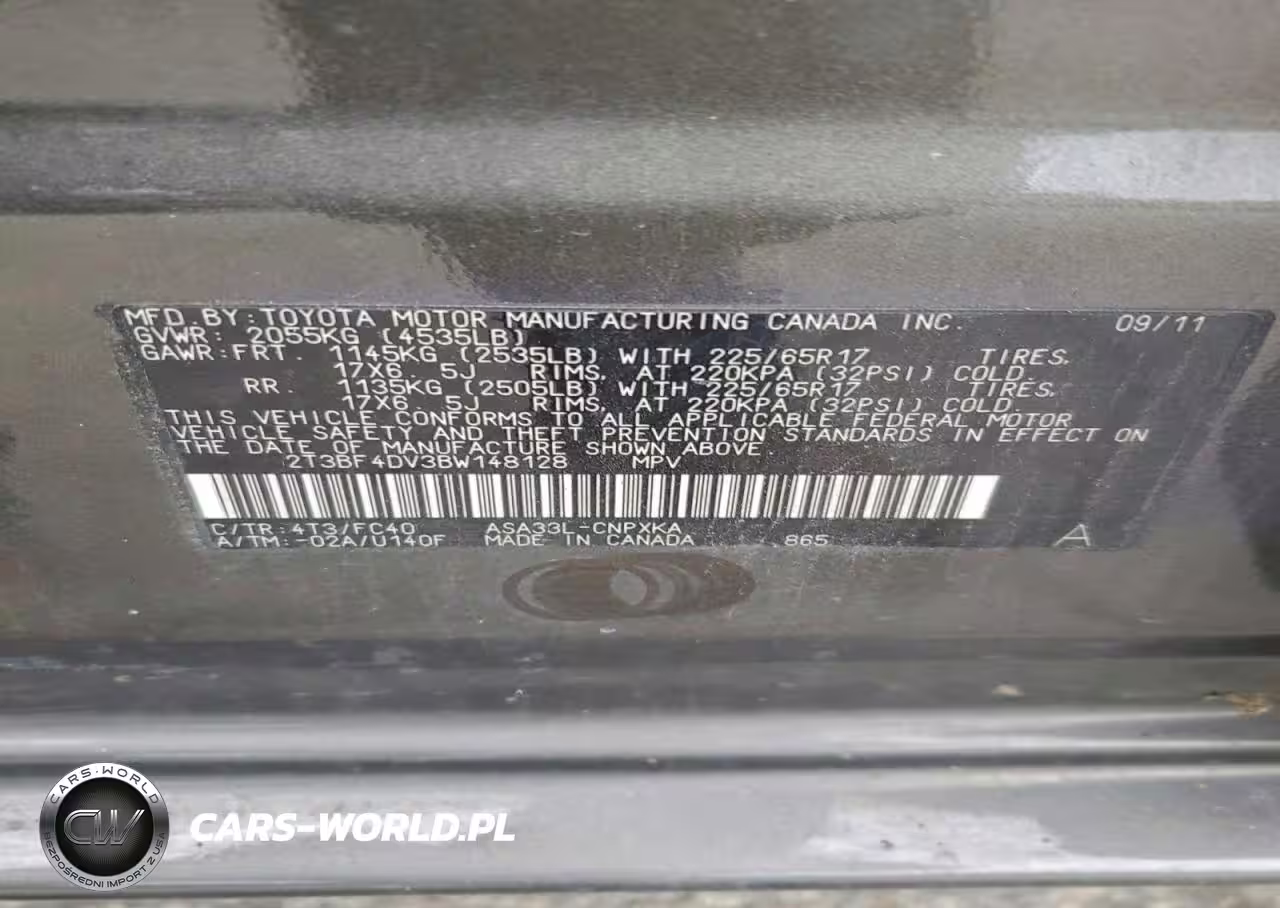 MFD.BY:TOYOTA MOTOR MANUFACTURING CANADA INC. 09/11
GVWR: 2055KG (4535LB)
GAWR:FRT. 1145KG (2535LB) WITH 225/65R17 TIRES,
17X6. 5J RIMS, AT 220KPA (32PSI) COLD
RR. 1135KG (2505LB) WITH 225/65R17 TIRES,
17X6. 5J RIMS, AT 220KPA (32PSI) COLD
THIS VEHICLE CONFORMS TO ALL APPLICABLE FEDERAL MOTOR
VEHICLE SAFETY AND THEFT PREVENTION STANDARDS IN EFFECT ON
THE DATE OF MANUFACTURE SHOWN ABOVE.
2T3BF4DV3BW148128 MPV
C/TR:4T3/FC40 ASA33L-CNPXKA
A/TM:-02A/U140F MADE IN CANADA 865 A
CARS-WORLD
CW
BEZPOŚREDNI IMPORT Z USA
CARS-WORLD.PL